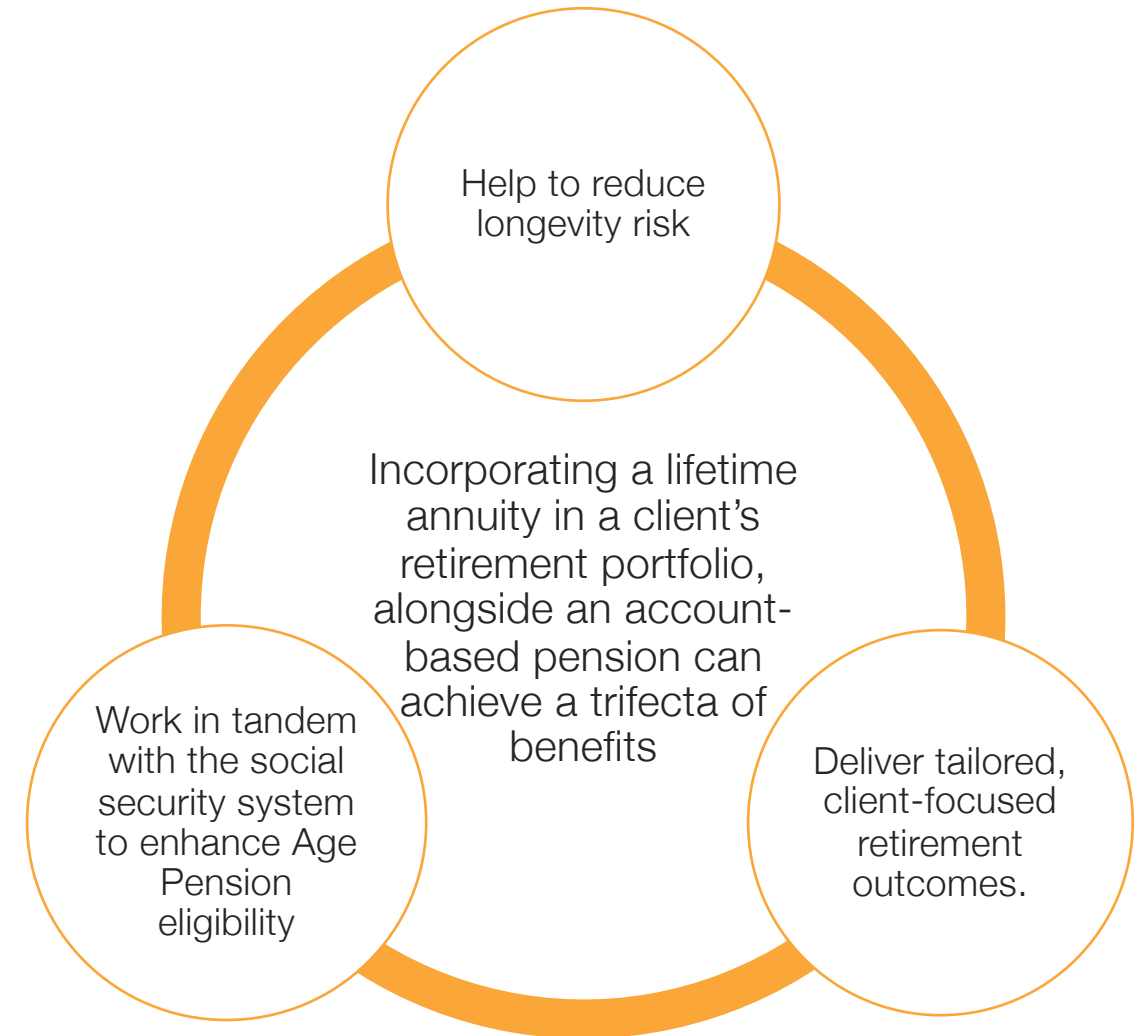 Help to reduce
longevity risk
Incorporating a lifetime
annuity in a client’s
retirement portfolio,
alongside an account-
based pension can
achieve a trifecta of
benefits
Work in tandem
with the social
security system
to enhance Age
Pension
eligibility
Deliver tailored,
client-focused
retirement
outcomes.